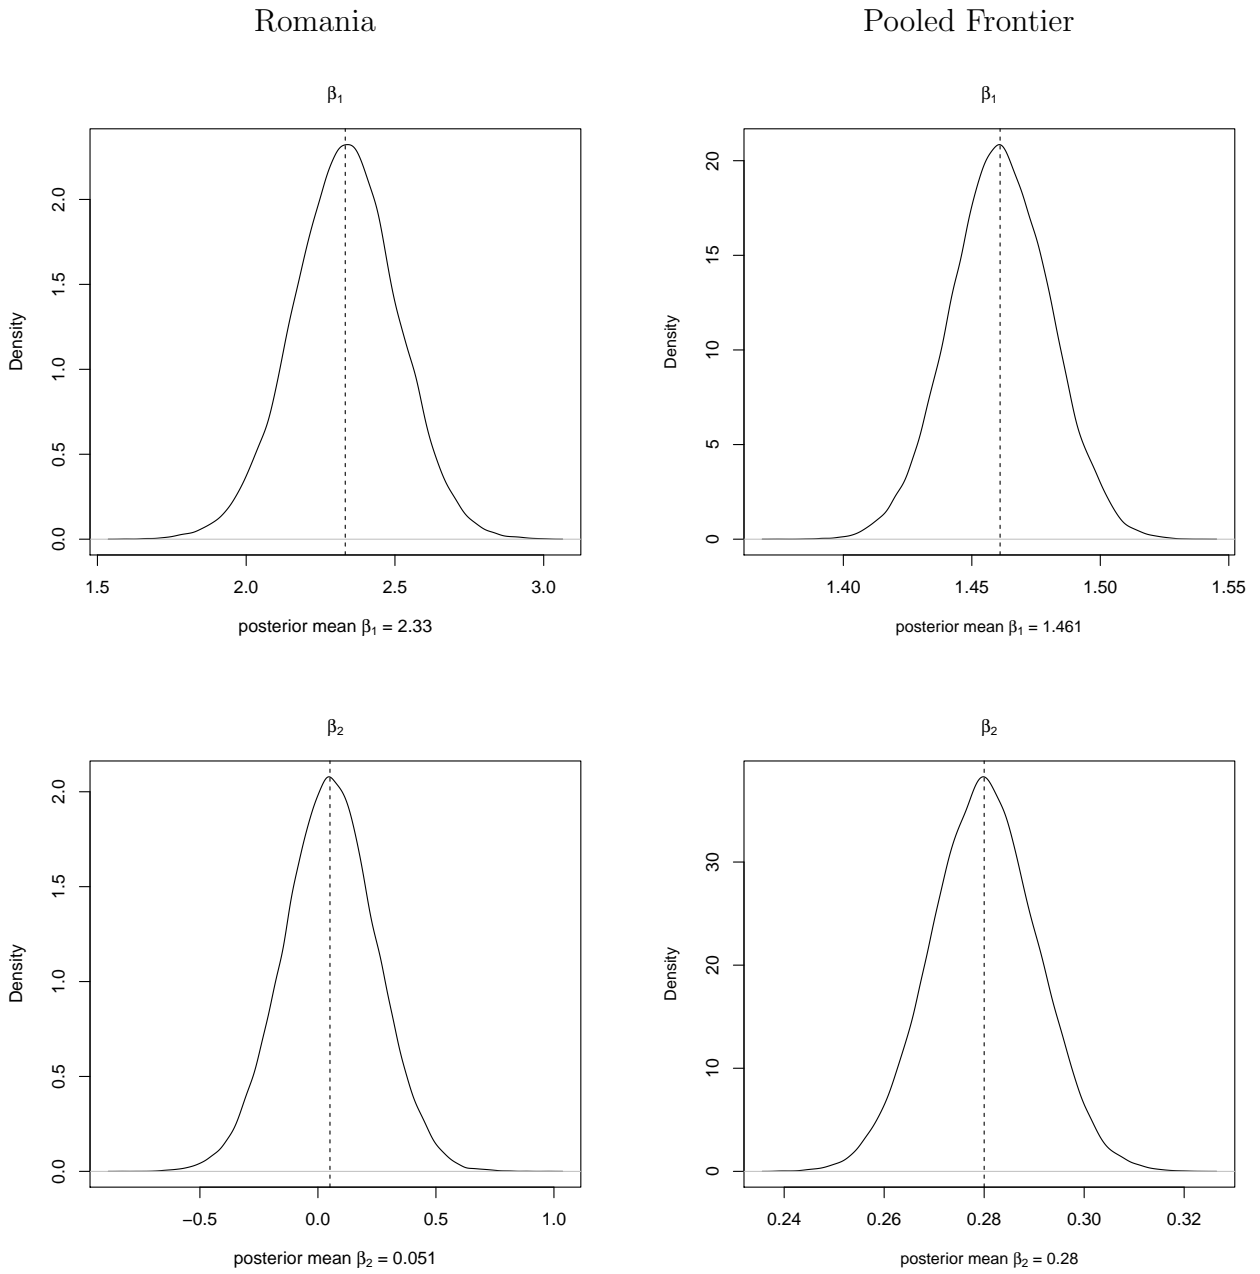 Romania
Pooled Frontier
β₁
Density
0.0 0.5 1.0 1.5 2.0
1.5 2.0 2.5 3.0
posterior mean β₁ = 2.33
β₁
Density
0 5 10 15 20
1.40 1.45 1.50 1.55
posterior mean β₁ = 1.461
β₂
Density
0.0 0.5 1.0 1.5 2.0
−0.5 0.0 0.5 1.0
posterior mean β₂ = 0.051
β₂
Density
0 10 20 30
0.24 0.26 0.28 0.30 0.32
posterior mean β₂ = 0.28